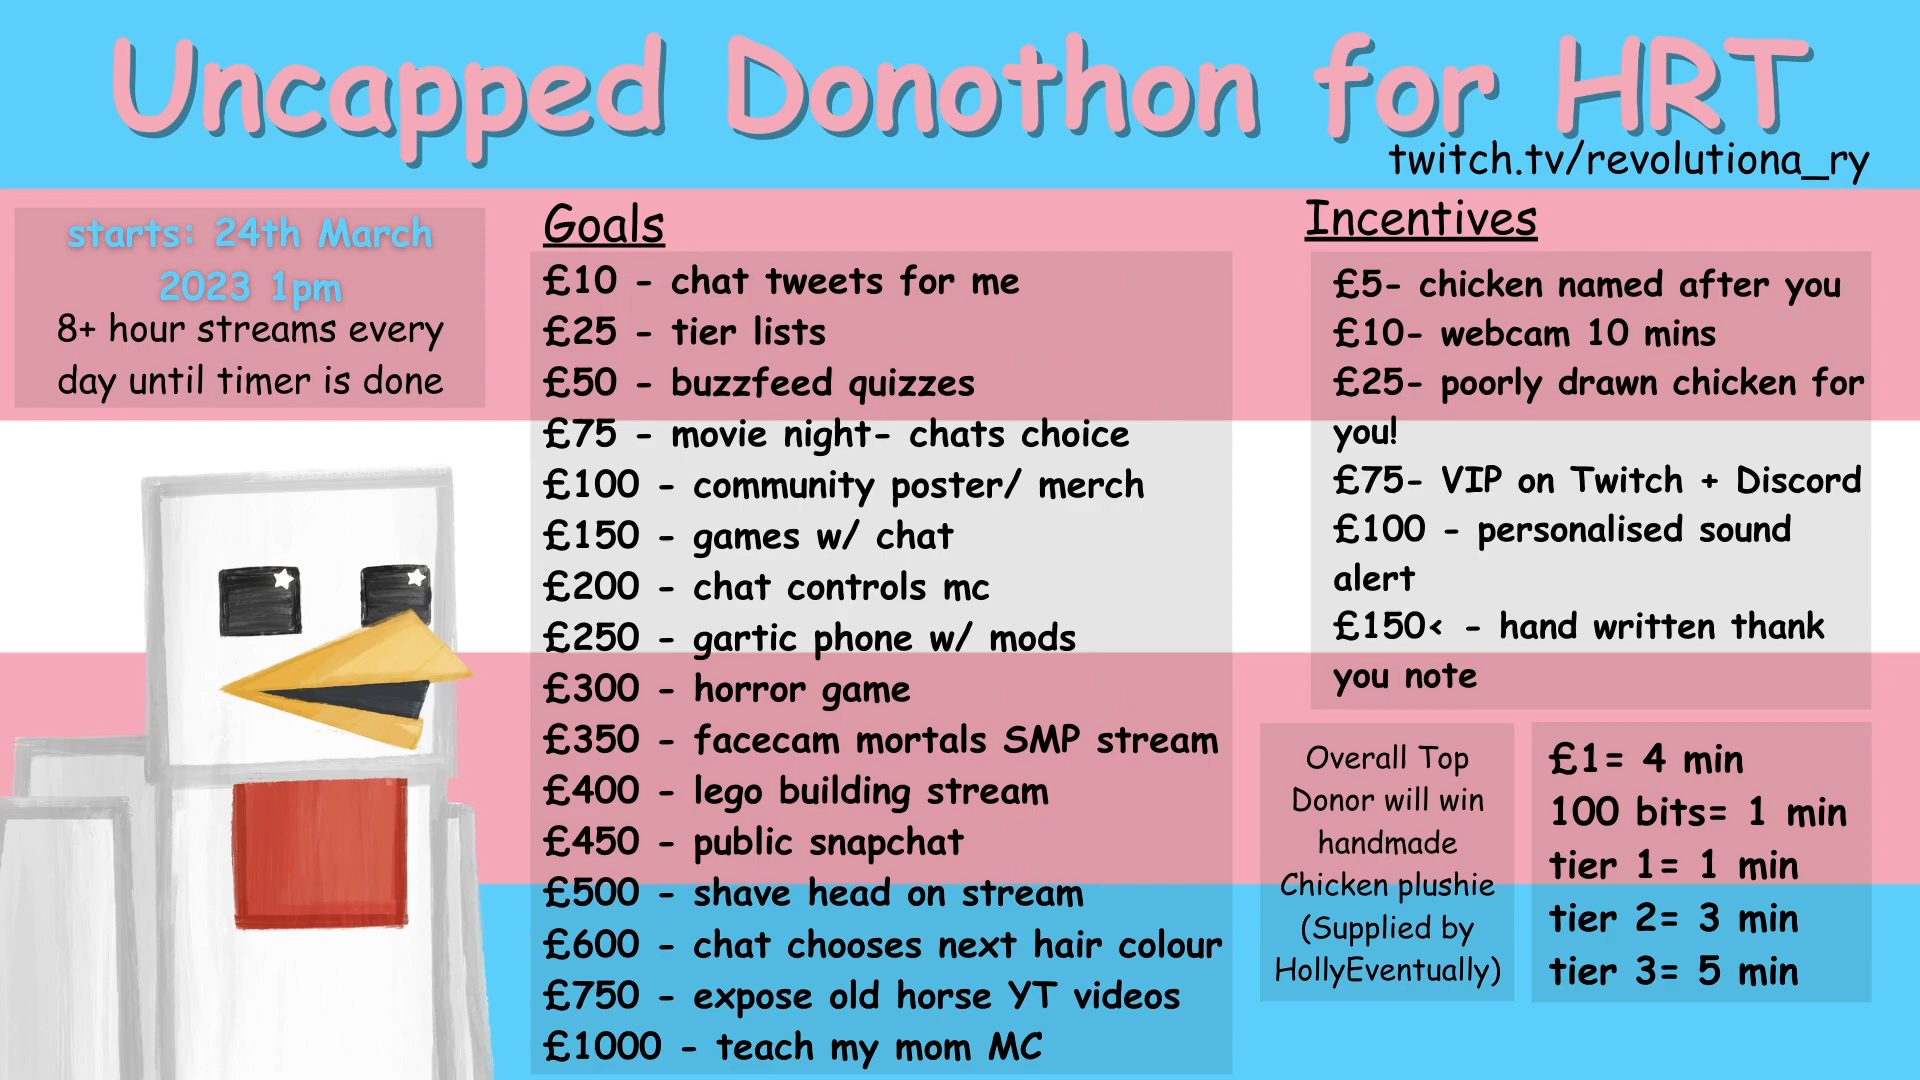 Uncapped Donothon for HRT
twitch.tv/revolutiona_ry
starts: 24th March
2023 1pm
8+ hour streams every
day until timer is done
Goals
£10 - chat tweets for me
£25 - tier lists
£50 - buzzfeed quizzes
£75 - movie night- chats choice
£100 - community poster/ merch
£150 - games w/ chat
£200 - chat controls mc
£250 - gartic phone w/ mods
£300 - horror game
£350 - facecam mortals SMP stream
£400 - lego building stream
£450 - public snapchat
£500 - shave head on stream
£600 - chat chooses next hair colour
£750 - expose old horse YT videos
£1000 - teach my mom MC
Incentives
£5- chicken named after you
£10- webcam 10 mins
£25- poorly drawn chicken for
you!
£75- VIP on Twitch + Discord
£100 - personalised sound
alert
£150< - hand written thank
you note
Overall Top
Donor will win
handmade
Chicken plushie
(Supplied by
HollyEventually)
£1= 4 min
100 bits= 1 min
tier 1= 1 min
tier 2= 3 min
tier 3= 5 min